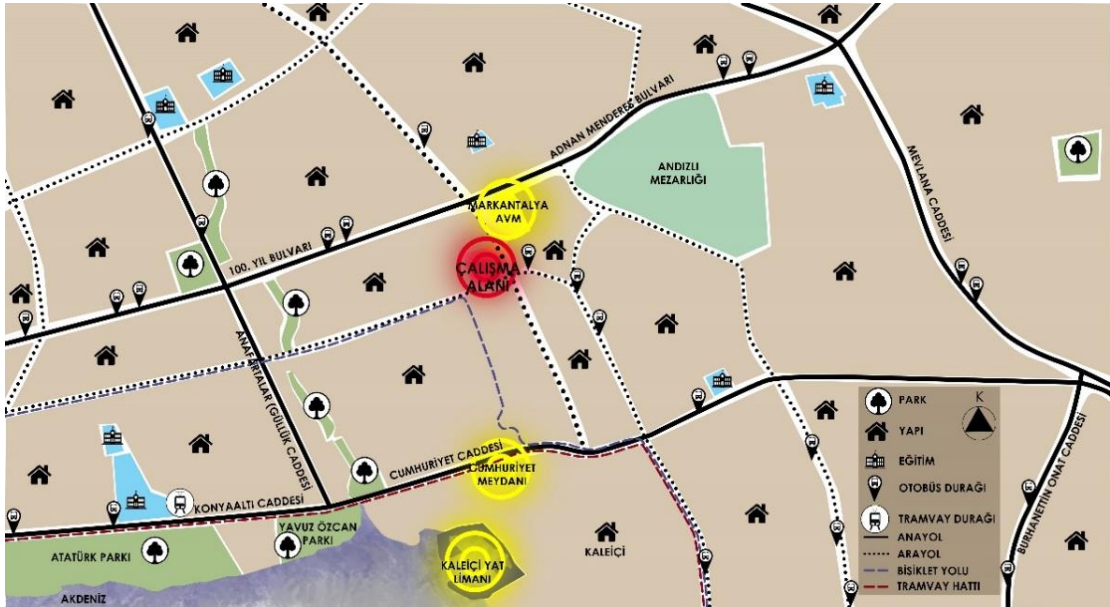 ADNAN MENDERES BULVARI
ANDIZLI
MEZARLIĞI
MEVLANA CADDESİ
MARKANTALYA
AVM
100. YIL BULVARI
ÇALIŞMA
ALANI
ANAFARTALAR (GÜLLÜK CADDESİ
CUMHURİYET CADDESİ
CUMHURİYET
MEYDANI
KONYAALTI CADDESİ
YAVUZ ÖZCAN
PARKI
ATATÜRK PARKI
KALEİÇİ YAT
LİMANI
KALEİÇİ
AKDENİZ
BURHANETTİN ONAT CADDESİ
K
PARK
YAPI
EĞİTİM
OTOBÜS DURAĞI
TRAMVAY DURAĞI
ANAYOL
ARAYOL
BİSİKLET YOLU
TRAMVAY HATTI